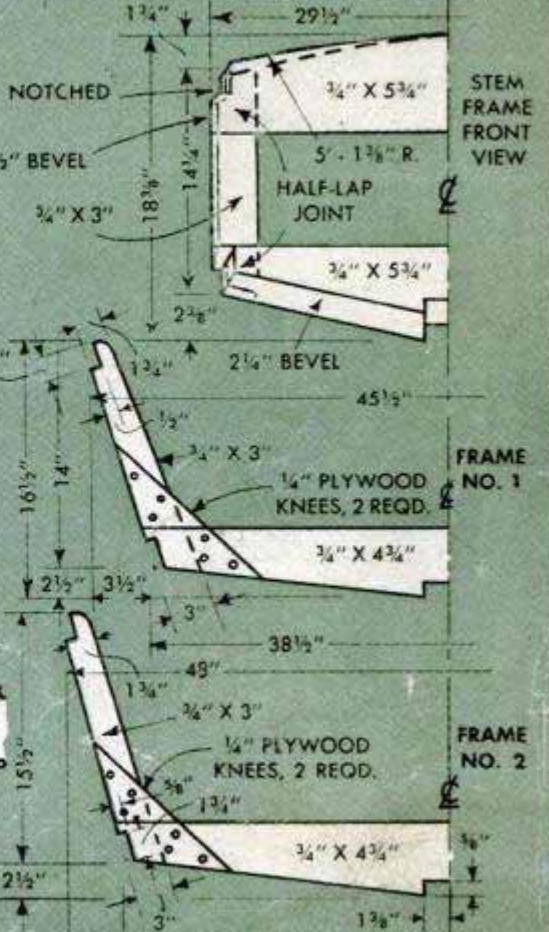 1¾"
29½"
NOTCHED
½" BEVEL
¾" X 3"
18⅜"
14¼"
¾" X 5¾"
5' - 1⅜" R.
HALF-LAP
JOINT
STEM
FRAME
FRONT
VIEW
℄
¾" X 5¾"
2⅜"
2¼" BEVEL
1¾"
45½"
½"
¾" X 3"
16½"
14"
¼" PLYWOOD
KNEES, 2 REQD.
FRAME
NO. 1
℄
¾" X 4¾"
2½"
3½"
3"
38½"
48"
1¾"
¾" X 3"
15½"
¼" PLYWOOD
KNEES, 2 REQD.
FRAME
NO. 2
℄
⅝"
1¾"
¾" X 4¾"
⅝"
2½"
3"
1⅜"